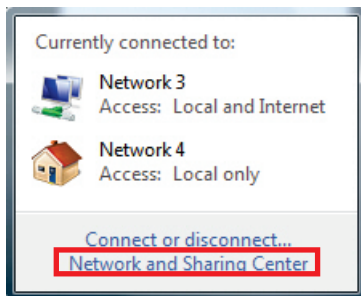 Currently connected to:
Network 3
Access: Local and Internet
Network 4
Access: Local only
Connect or disconnect...
Network and Sharing Center